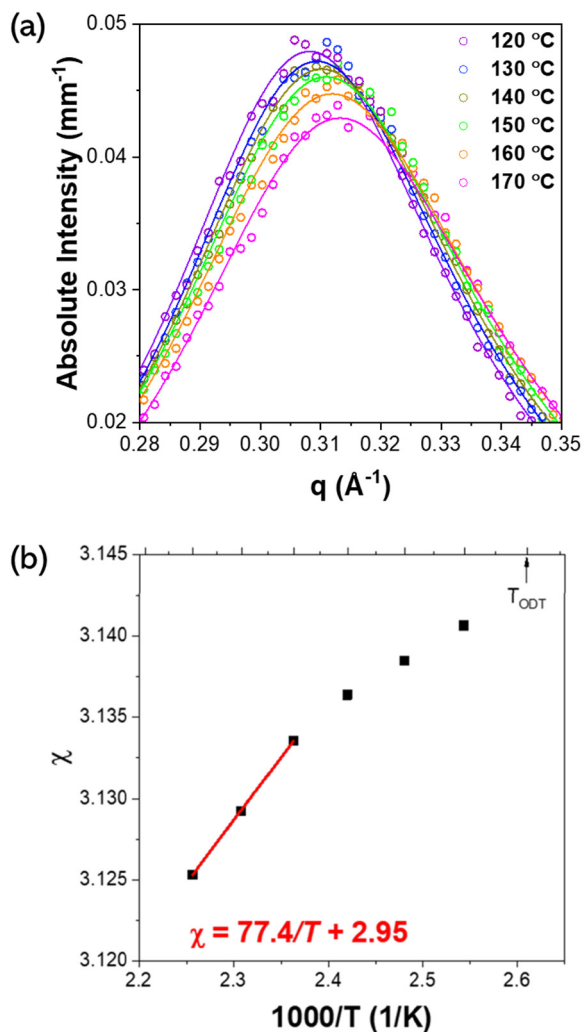 (a)
0.05
0.04
0.03
0.02
Absolute Intensity (mm⁻¹)
120 °C
130 °C
140 °C
150 °C
160 °C
170 °C
0.28 0.29 0.30 0.31 0.32 0.33 0.34 0.35
q (Å⁻¹)
(b)
3.145
3.140
3.135
3.130
3.125
3.120
χ
T_ODT
χ = 77.4/T + 2.95
2.2 2.3 2.4 2.5 2.6
1000/T (1/K)